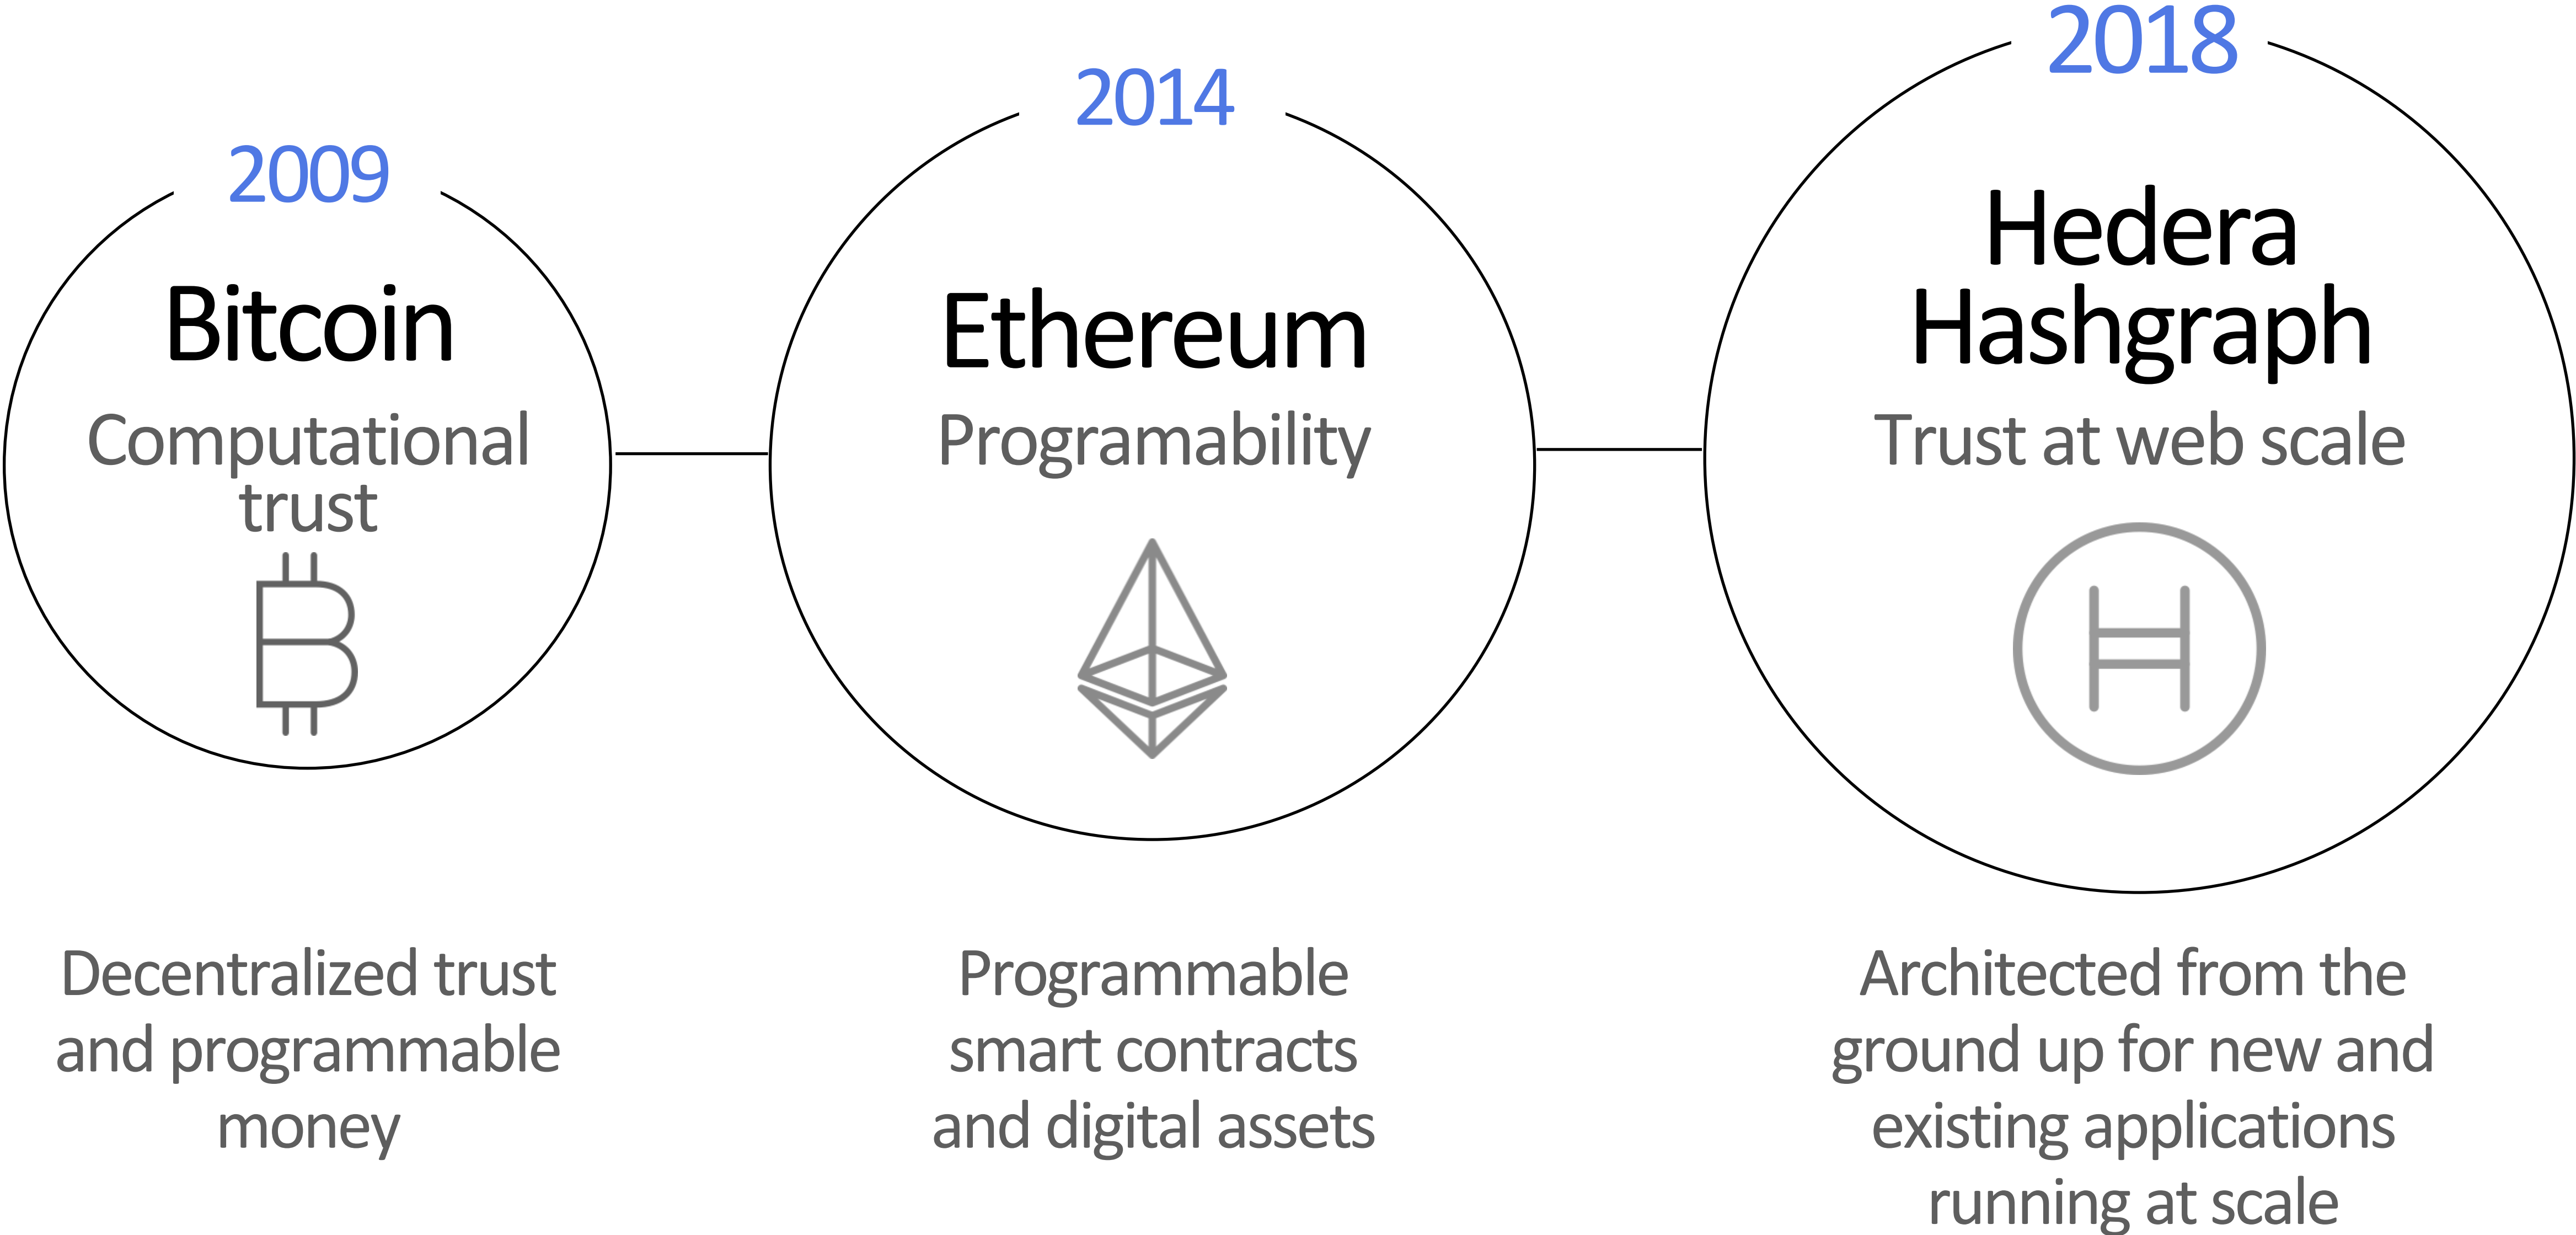 2009
Bitcoin
Computational
trust
Decentralized trust
and programmable
money
2014
Ethereum
Programability
Programmable
smart contracts
and digital assets
2018
Hedera
Hashgraph
Trust at web scale
Architected from the
ground up for new and
existing applications
running at scale